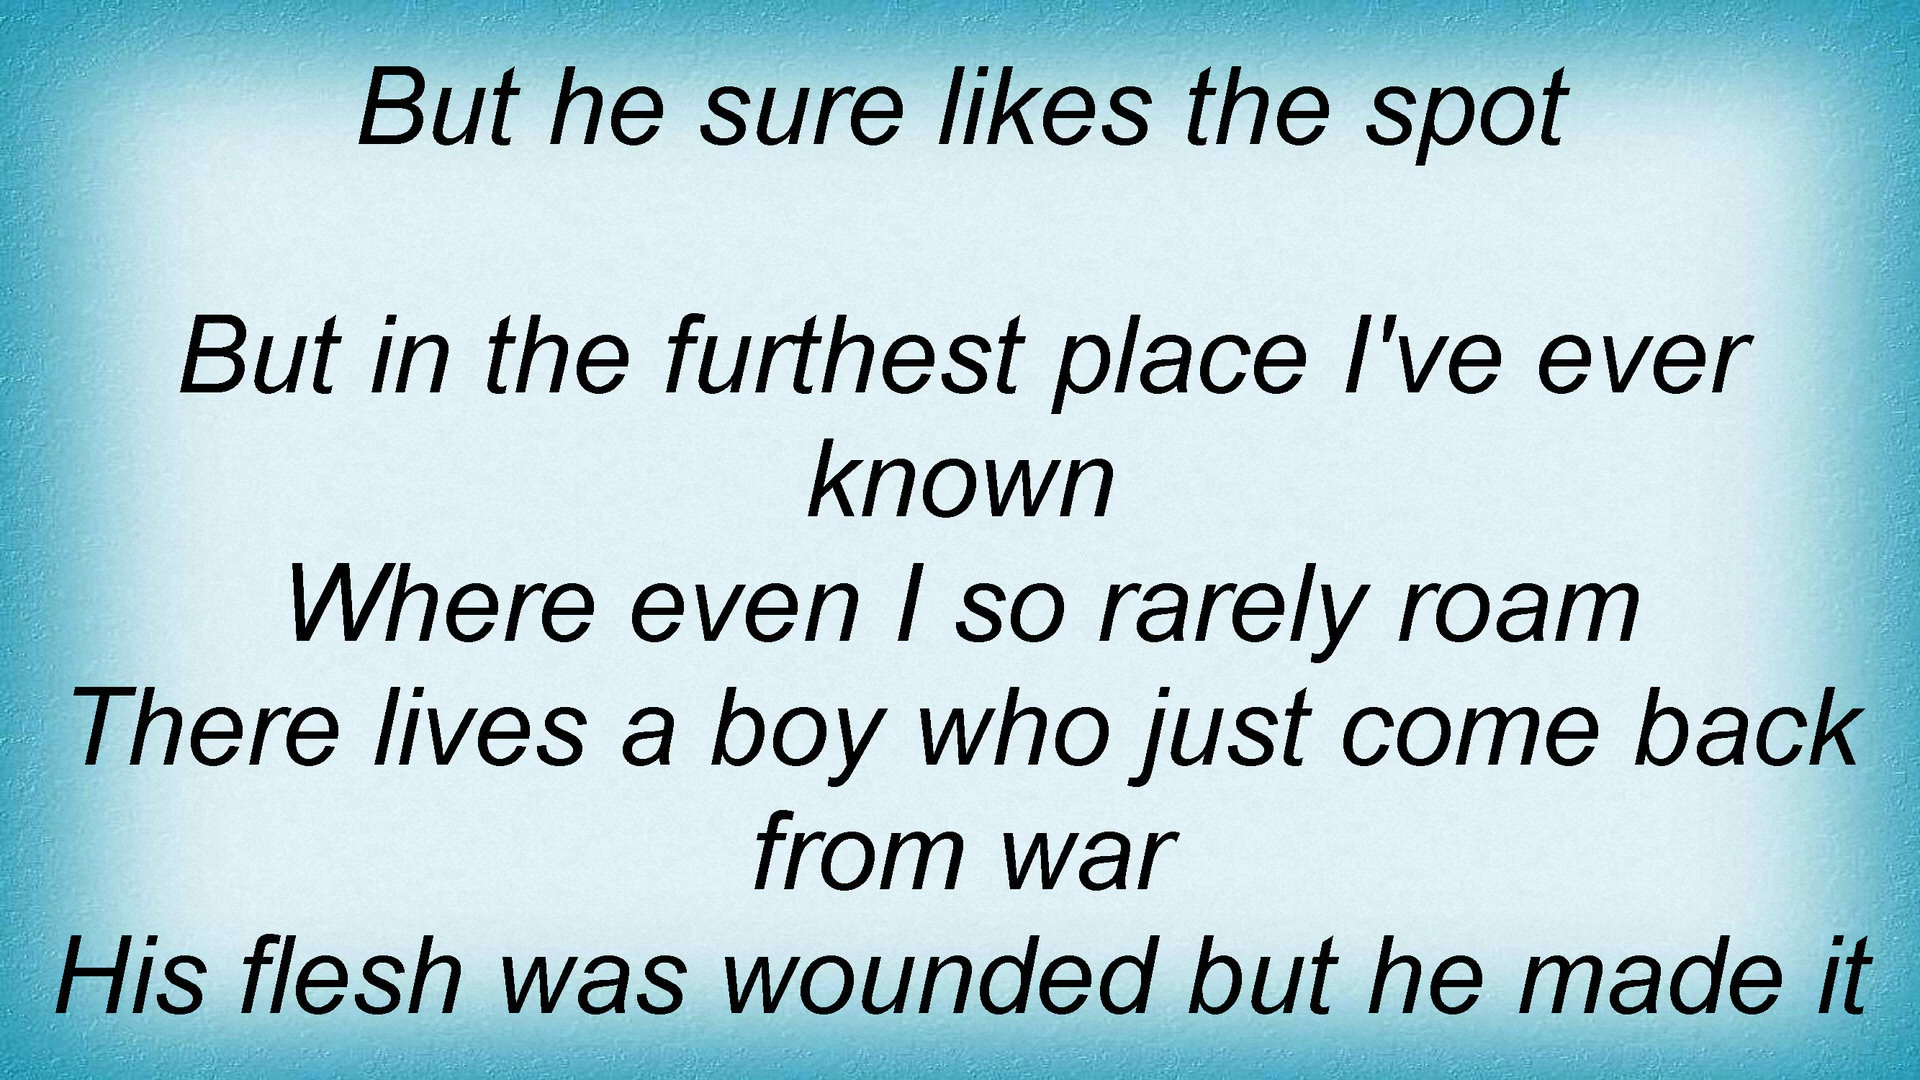 But he sure likes the spot
But in the furthest place I've ever
known
Where even I so rarely roam
There lives a boy who just come back
from war
His flesh was wounded but he made it